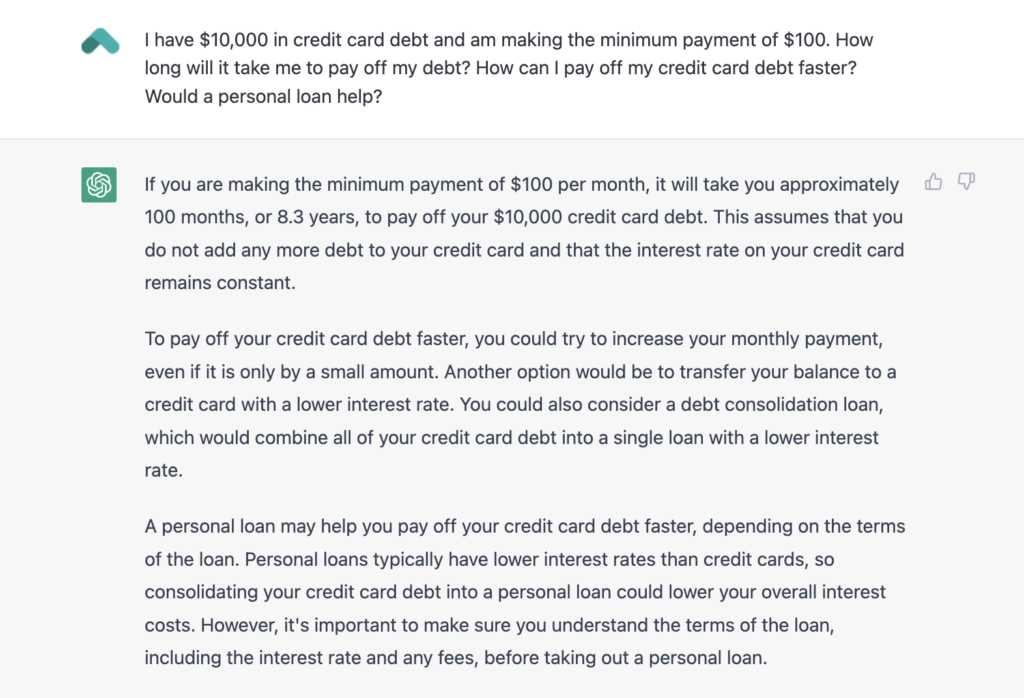 I have $10,000 in credit card debt and am making the minimum payment of $100. How
long will it take me to pay off my debt? How can I pay off my credit card debt faster?
Would a personal loan help?
If you are making the minimum payment of $100 per month, it will take you approximately
100 months, or 8.3 years, to pay off your $10,000 credit card debt. This assumes that you
do not add any more debt to your credit card and that the interest rate on your credit card
remains constant.
To pay off your credit card debt faster, you could try to increase your monthly payment,
even if it is only by a small amount. Another option would be to transfer your balance to a
credit card with a lower interest rate. You could also consider a debt consolidation loan,
which would combine all of your credit card debt into a single loan with a lower interest
rate.
A personal loan may help you pay off your credit card debt faster, depending on the terms
of the loan. Personal loans typically have lower interest rates than credit cards, so
consolidating your credit card debt into a personal loan could lower your overall interest
costs. However, it's important to make sure you understand the terms of the loan,
including the interest rate and any fees, before taking out a personal loan.